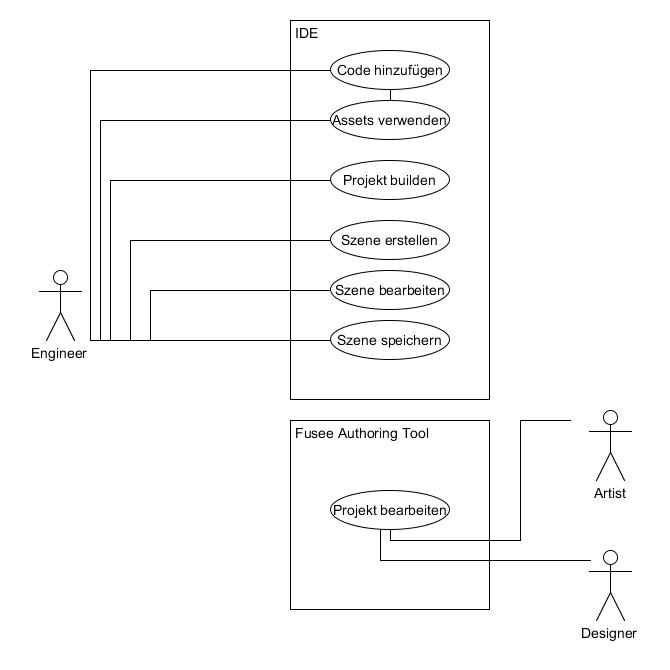 IDE
Code hinzufügen
Assets verwenden
Projekt builden
Szene erstellen
Szene bearbeiten
Szene speichern
Engineer
Fusee Authoring Tool
Projekt bearbeiten
Artist
Designer